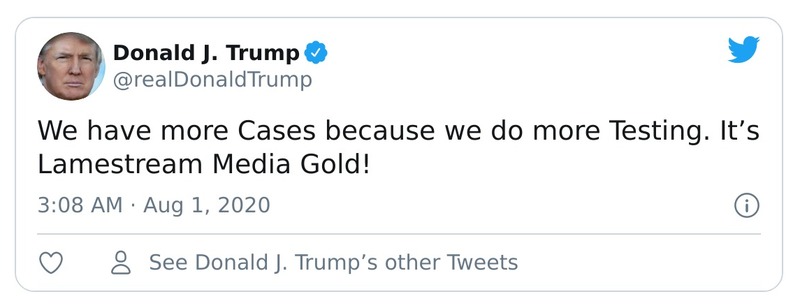 Donald J. Trump
@realDonaldTrump
We have more Cases because we do more Testing. It’s
Lamestream Media Gold!
3:08 AM · Aug 1, 2020
See Donald J. Trump’s other Tweets